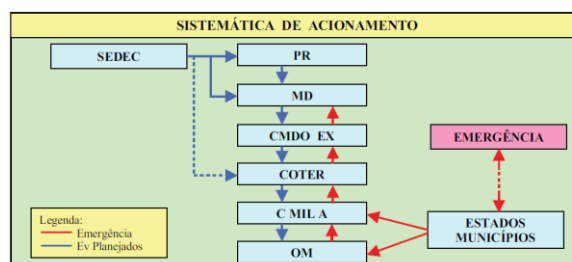 SISTEMÁTICA DE ACIONAMENTO
SEDEC
PR
MD
CMDO EX
EMERGÊNCIA
COTER
C MIL A
ESTADOS
MUNICÍPIOS
OM
Legenda:
Emergência
Ev Planejados